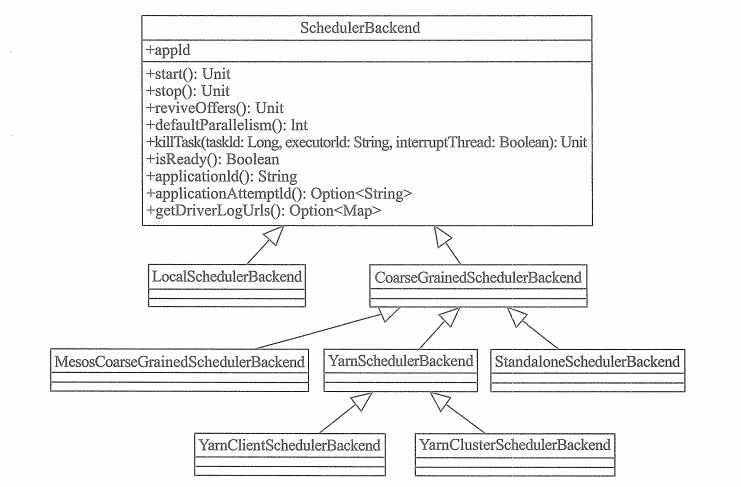 SchedulerBackend
+appId
+start(): Unit
+stop(): Unit
+reviveOffers(): Unit
+defaultParallelism(): Int
+killTask(taskId: Long, executorId: String, interruptThread: Boolean): Unit
+isReady(): Boolean
+applicationId(): String
+applicationAttemptId(): Option<String>
+getDriverLogUrls(): Option<Map>
LocalSchedulerBackend
CoarseGrainedSchedulerBackend
MesosCoarseGrainedSchedulerBackend
YarnSchedulerBackend
StandaloneSchedulerBackend
YarnClientSchedulerBackend
YarnClusterSchedulerBackend